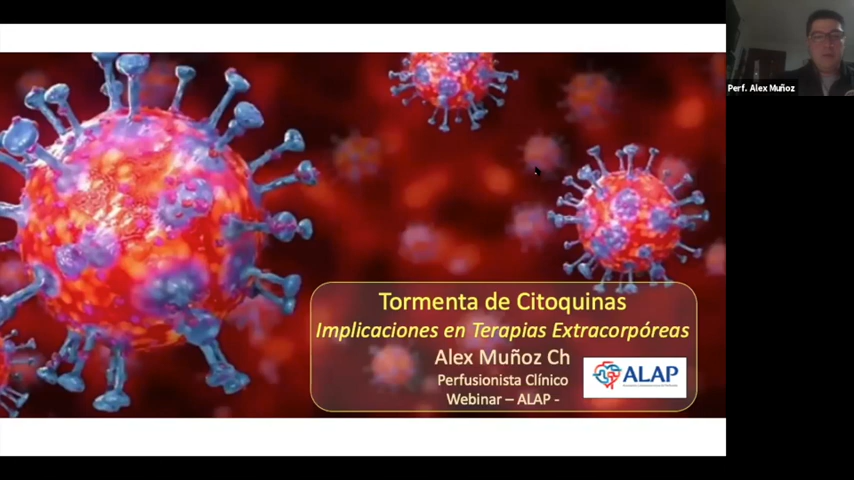 Perf. Alex Muñoz
Tormenta de Citoquinas
Implicaciones en Terapias Extracorpóreas
Alex Muñoz Ch
Perfusionista Clínico
Webinar – ALAP -
ALAP